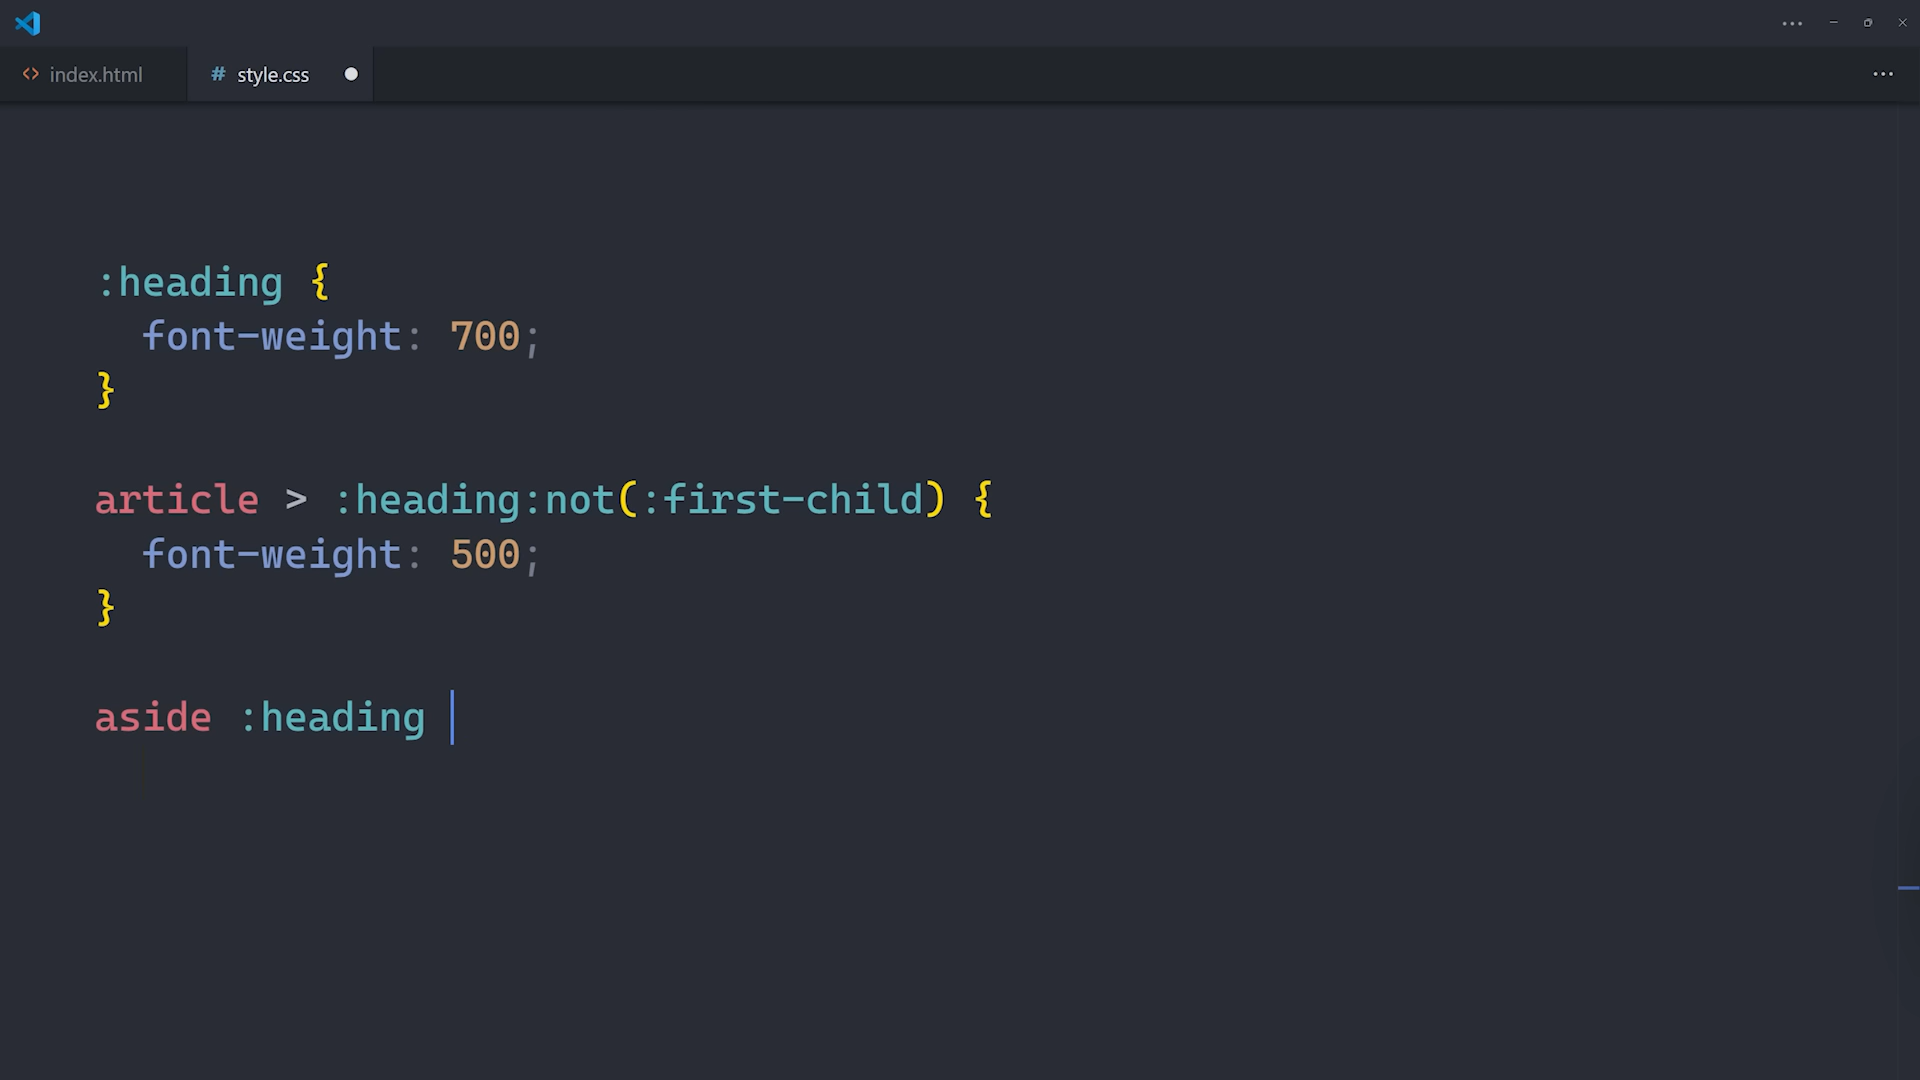 index.html
# style.css
:heading {
font-weight: 700;
}
article > :heading:not(:first-child) {
font-weight: 500;
}
aside :heading